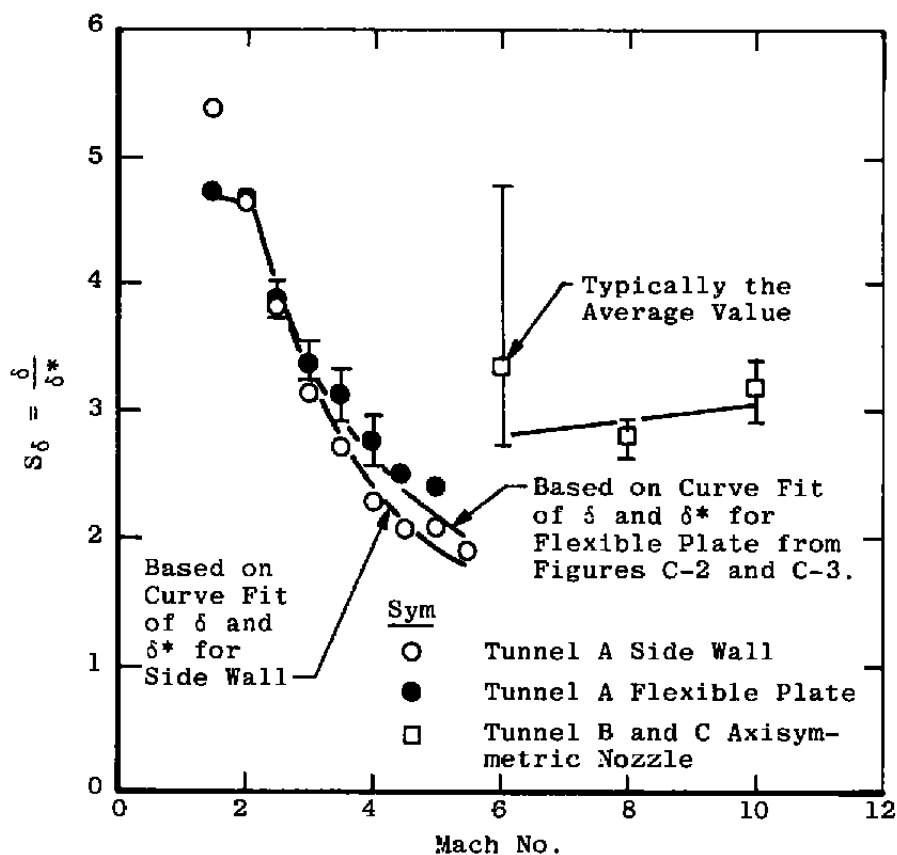 6
5
4
3
2
1
0
S_δ = δ/δ*
0 2 4 6 8 10 12
Mach No.
Typically the
Average Value
Based on Curve Fit
of δ and δ* for
Flexible Plate from
Figures C-2 and C-3.
Based on
Curve Fit
of δ and
δ* for
Side Wall
Sym
Tunnel A Side Wall
Tunnel A Flexible Plate
Tunnel B and C Axisym-
metric Nozzle